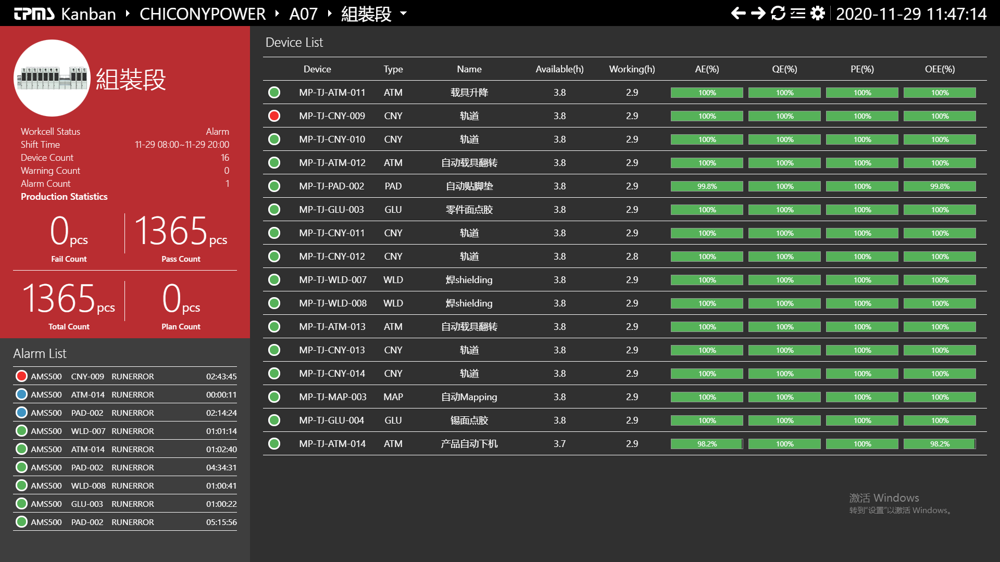 TPMS Kanban CHICONYPOWER A07 組裝段 2020-11-29 11:47:14
組裝段
Workcell Status Alarm
Shift Time 11-29 08:00~11-29 20:00
Device Count 16
Warning Count 0
Alarm Count 1
Production Statistics
0pcs 1365pcs
Fail Count Pass Count
1365pcs 0pcs
Total Count Plan Count
Alarm List
AMS500 CNY-009 RUNERROR 02:43:45
AMS500 ATM-014 RUNERROR 00:00:11
AMS500 PAD-002 RUNERROR 02:14:24
AMS500 WLD-007 RUNERROR 01:01:14
AMS500 ATM-014 RUNERROR 01:02:40
AMS500 PAD-002 RUNERROR 04:34:31
AMS500 WLD-008 RUNERROR 01:00:41
AMS500 GLU-003 RUNERROR 01:00:22
AMS500 PAD-002 RUNERROR 05:15:56
Device List
Device Type Name Available(h) Working(h) AE(%) QE(%) PE(%) OEE(%)
MP-TJ-ATM-011 ATM 载具升降 3.8 2.9 100% 100% 100% 100%
MP-TJ-CNY-009 CNY 轨道 3.8 2.9 100% 100% 100% 100%
MP-TJ-CNY-010 CNY 轨道 3.8 2.9 100% 100% 100% 100%
MP-TJ-ATM-012 ATM 自动载具翻转 3.8 2.9 100% 100% 100% 100%
MP-TJ-PAD-002 PAD 自动贴脚垫 3.8 2.9 99.8% 100% 100% 99.8%
MP-TJ-GLU-003 GLU 零件面点胶 3.8 2.9 100% 100% 100% 100%
MP-TJ-CNY-011 CNY 轨道 3.8 2.9 100% 100% 100% 100%
MP-TJ-CNY-012 CNY 轨道 3.8 2.8 100% 100% 100% 100%
MP-TJ-WLD-007 WLD 焊shielding 3.8 2.9 100% 100% 100% 100%
MP-TJ-WLD-008 WLD 焊shielding 3.8 2.9 100% 100% 100% 100%
MP-TJ-ATM-013 ATM 自动载具翻转 3.8 2.9 100% 100% 100% 100%
MP-TJ-CNY-013 CNY 轨道 3.8 2.9 100% 100% 100% 100%
MP-TJ-CNY-014 CNY 轨道 3.8 2.9 100% 100% 100% 100%
MP-TJ-MAP-003 MAP 自动Mapping 3.8 2.9 100% 100% 100% 100%
MP-TJ-GLU-004 GLU 锡面点胶 3.8 2.9 100% 100% 100% 100%
MP-TJ-ATM-014 ATM 产品自动下机 3.7 2.9 98.2% 100% 100% 98.2%
激活 Windows
转到“设置”以激活 Windows。